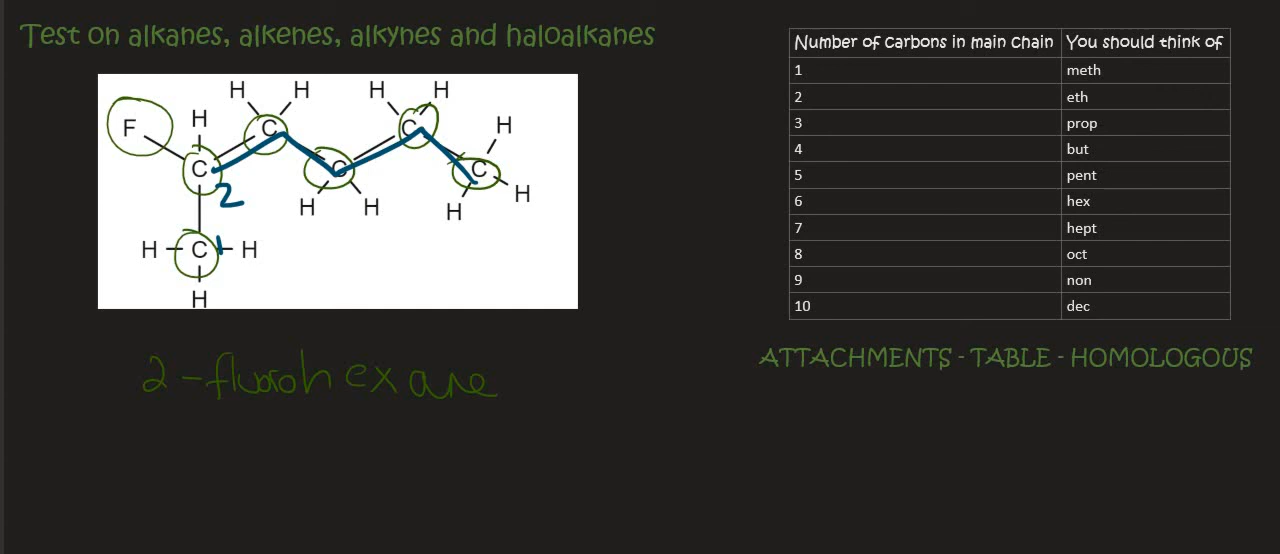 Test on alkanes, alkenes, alkynes and haloalkanes
H H H H
F H C C H
C C C
2 H H H H
H C 1 H
H
2-fluorohexane
Number of carbons in main chain You should think of
1 meth
2 eth
3 prop
4 but
5 pent
6 hex
7 hept
8 oct
9 non
10 dec
ATTACHMENTS - TABLE - HOMOLOGOUS